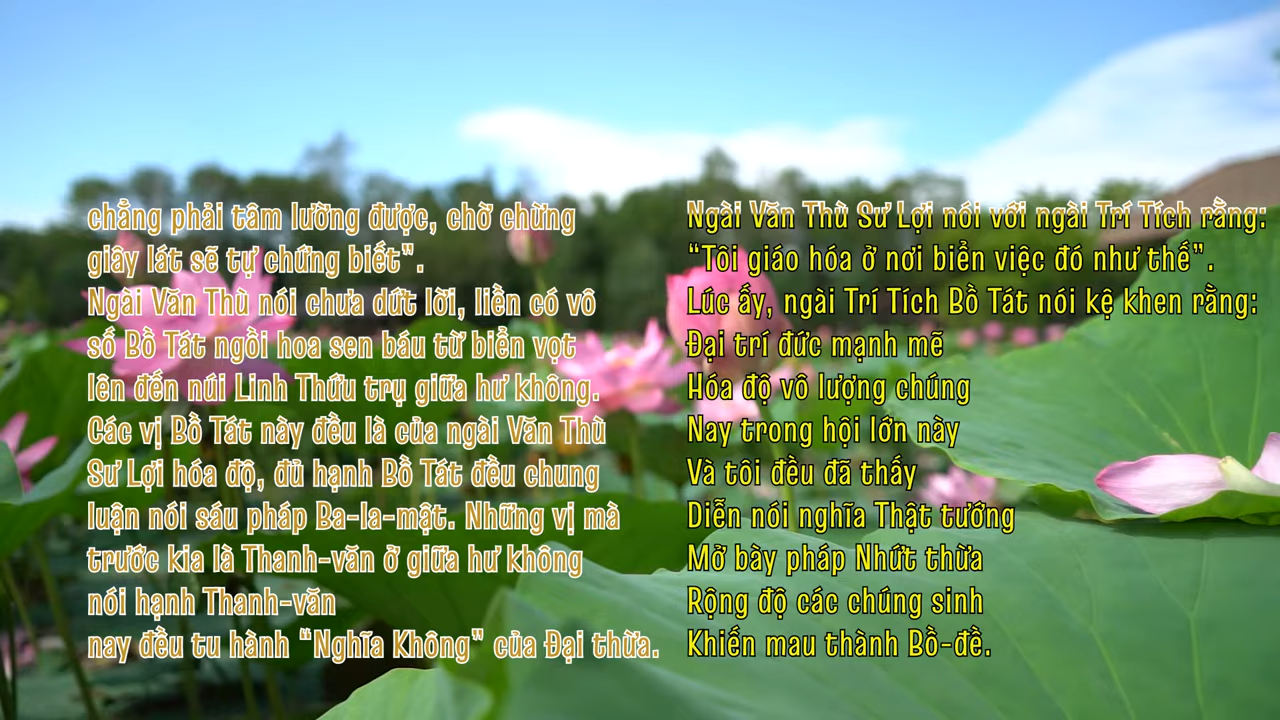 chẳng phải tâm lường được, chờ chừng
giây lát sẽ tự chứng biết”.
Ngài Văn Thù nói chưa dứt lời, liền có vô
số Bồ Tát ngồi hoa sen báu từ biển vọt
lên đến núi Linh Thứu trụ giữa hư không.
Các vị Bồ Tát này đều là của ngài Văn Thù
Sư Lợi hóa độ, đủ hạnh Bồ Tát đều chung
luận nói sáu pháp Ba-la-mật. Những vị mà
trước kia là Thanh-văn ở giữa hư không
nói hạnh Thanh-văn
nay đều tu hành “Nghĩa Không” của Đại thừa.
Ngài Văn Thù Sư Lợi nói với ngài Trí Tích rằng:
“Tôi giáo hóa ở nơi biển việc đó như thế”.
Lúc ấy, ngài Trí Tích Bồ Tát nói kệ khen rằng:
Đại trí đức mạnh mẽ
Hóa độ vô lượng chúng
Nay trong hội lớn này
Và tôi đều đã thấy
Diễn nói nghĩa Thật tướng
Mở bày pháp Nhứt thừa
Rộng độ các chúng sinh
Khiến mau thành Bồ-đề.